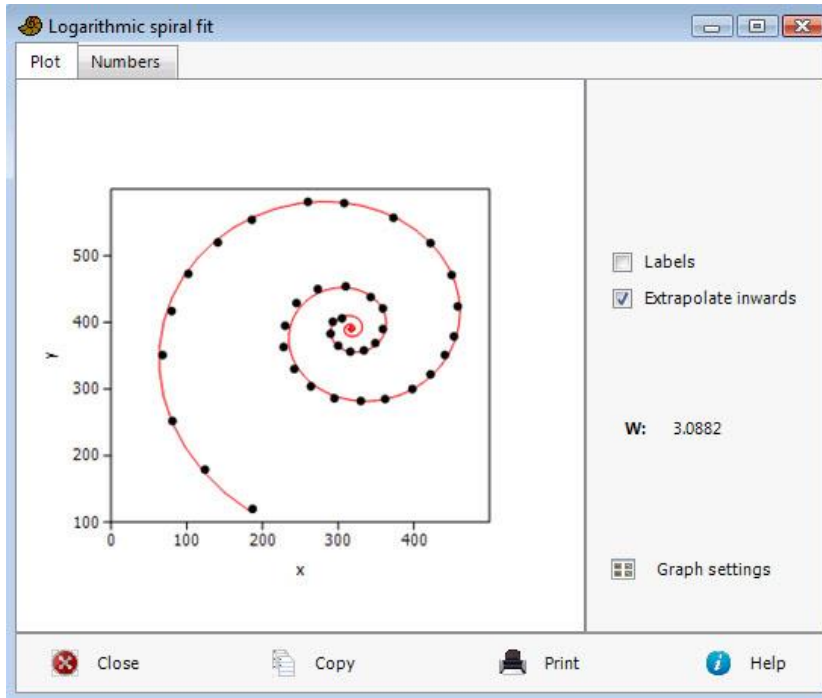 Logarithmic spiral fit
Plot Numbers
500
400
300
200
100
y
0 100 200 300 400
x
Labels
Extrapolate inwards
W: 3.0882
Graph settings
Close Copy Print Help